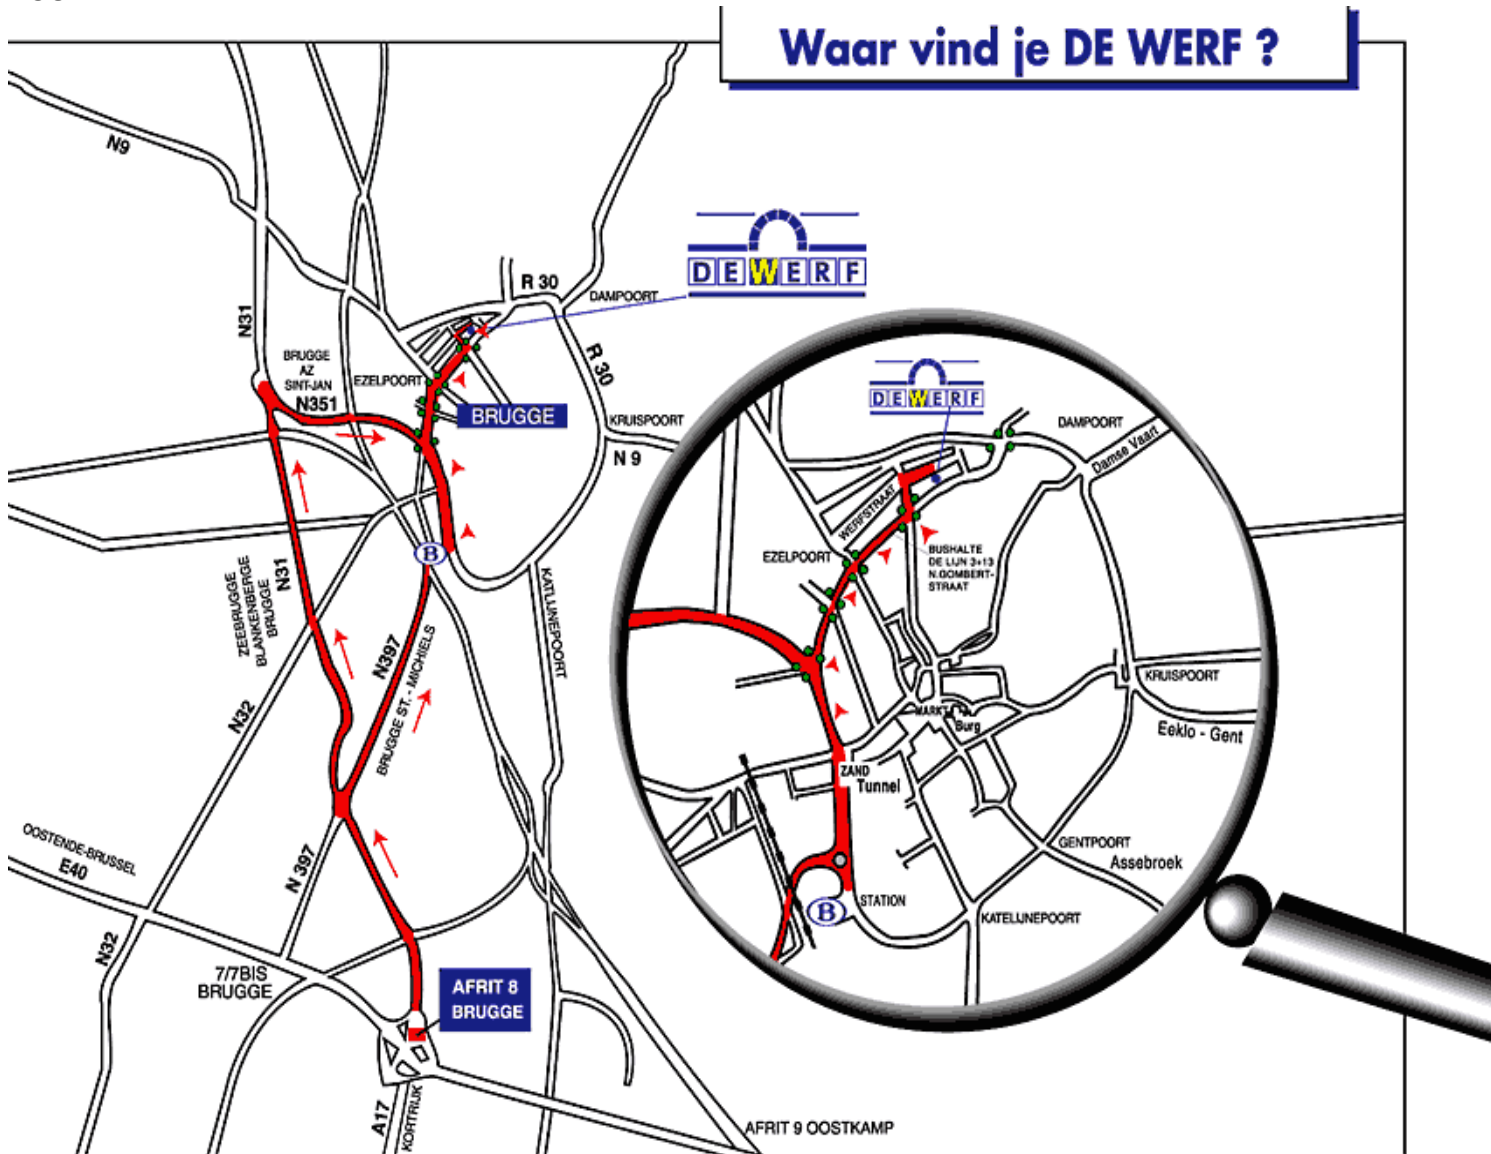 Waar vind je DE WERF ?
N9
N31
R 30
DAMPOORT
DEWERF
BRUGGE
AZ
SINT-JAN
N351
EZELPOORT
R 30
BRUGGE
KRUISPOORT
N 9
B
N31
ZEEBRUGGE
BLANKENBERGE
BRUGGE
N397
BRUGGE ST. - MICHIELS
KATLIJNEPOORT
N32
OOSTENDE-BRUSSEL
E40
N 397
N32
7/7BIS
BRUGGE
AFRIT 8
BRUGGE
A17
KORTRIJK
AFRIT 9 OOSTKAMP
DEWERF
DAMPOORT
Damse Vaart
WERFSTRAAT
EZELPOORT
BUSHALTE
DE LIJN 3+13
N.GOMBERT-
STRAAT
KRUISPOORT
MARKT
Burg
Eeklo - Gent
ZAND
Tunnel
GENTPOORT
Assebroek
STATION
B
KATELIJNEPOORT